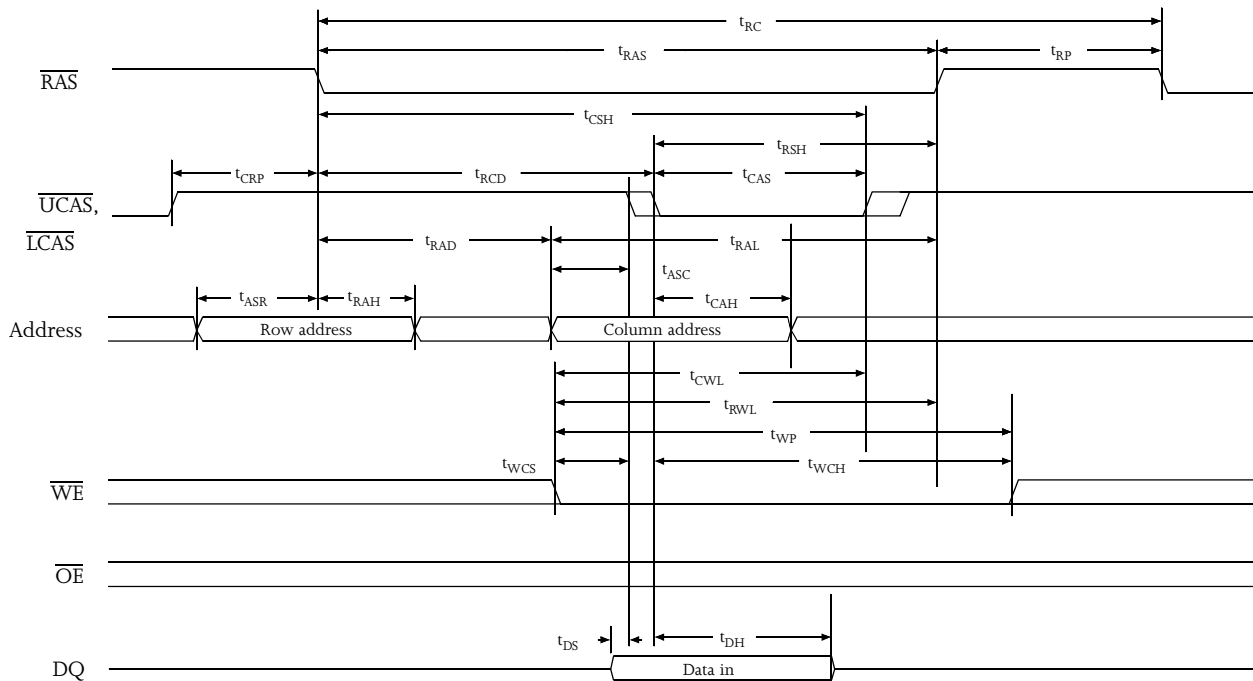 tRC
tRAS
tRP
RAS
tCSH
tRSH
tCRP
tRCD
tCAS
UCAS,
LCAS
tRAD
tRAL
tASC
tASR
tRAH
tCAH
Address
Row address
Column address
tCWL
tRWL
tWP
tWCS
tWCH
WE
OE
tDS
tDH
DQ
Data in